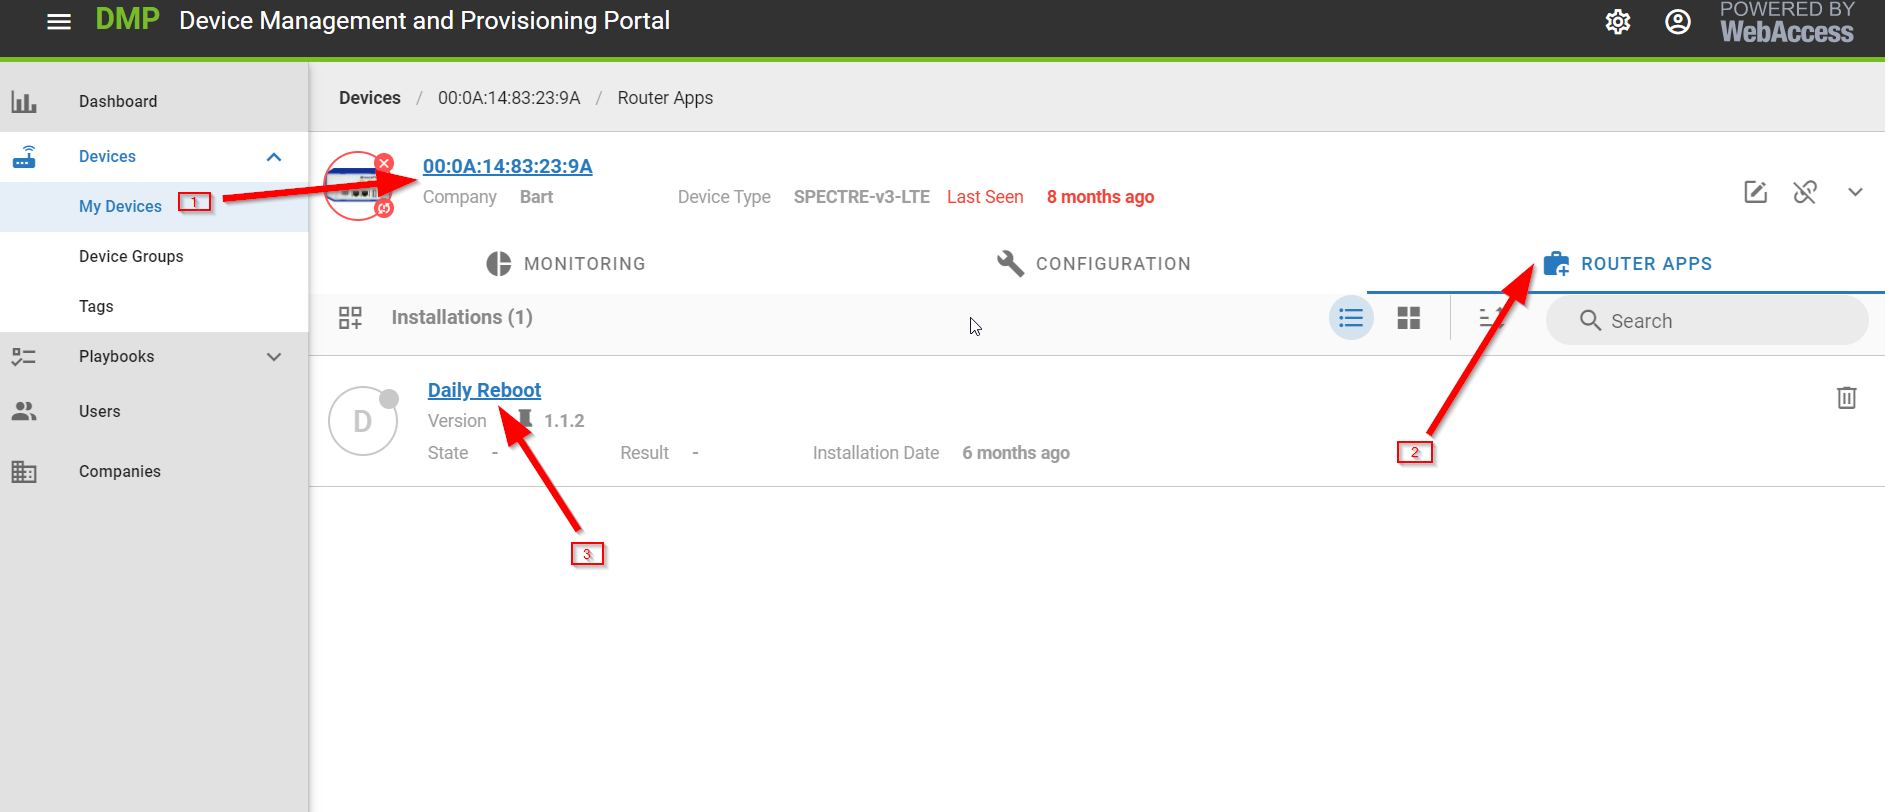 DMP Device Management and Provisioning Portal
POWERED BY
WebAccess
Dashboard
Devices
My Devices
1
Device Groups
Tags
Playbooks
Users
Companies
Devices / 00:0A:14:83:23:9A / Router Apps
00:0A:14:83:23:9A
Company Bart Device Type SPECTRE-v3-LTE Last Seen 8 months ago
MONITORING CONFIGURATION ROUTER APPS
Installations (1) Search
D
Daily Reboot
Version 1.1.2
State - Result - Installation Date 6 months ago
2
3